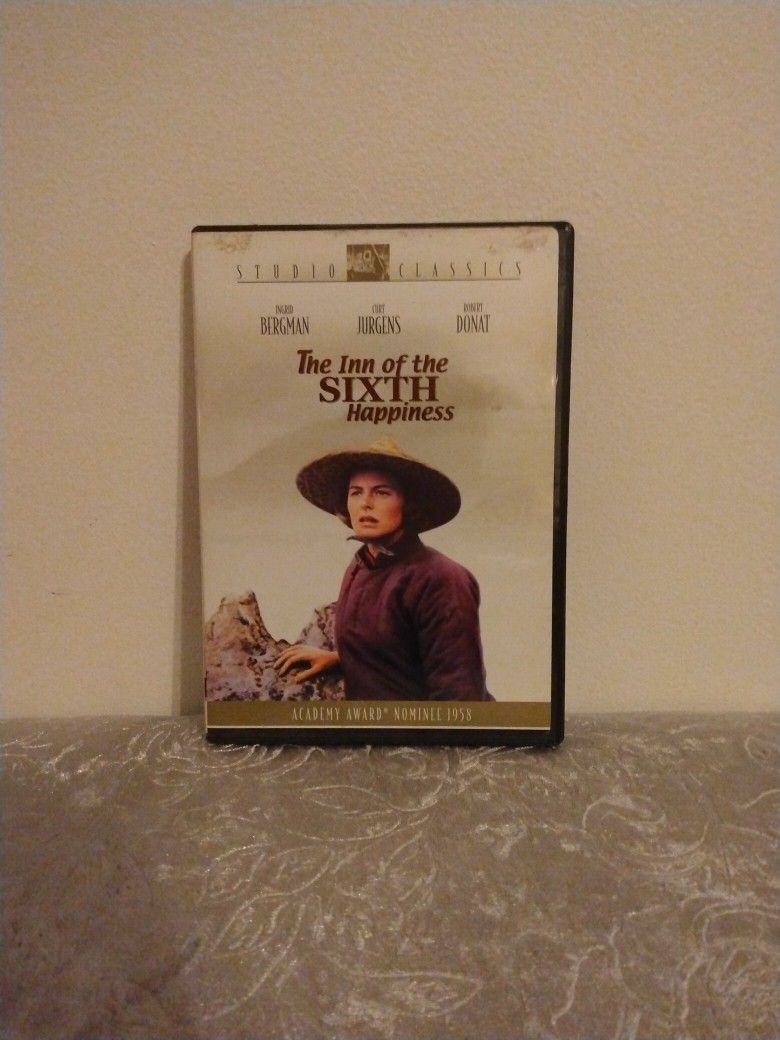 STUDIO CLASSICS
INGRID BERGMAN CURT JURGENS ROBERT DONAT
The Inn of the
SIXTH
Happiness
ACADEMY AWARD® NOMINEE 1958